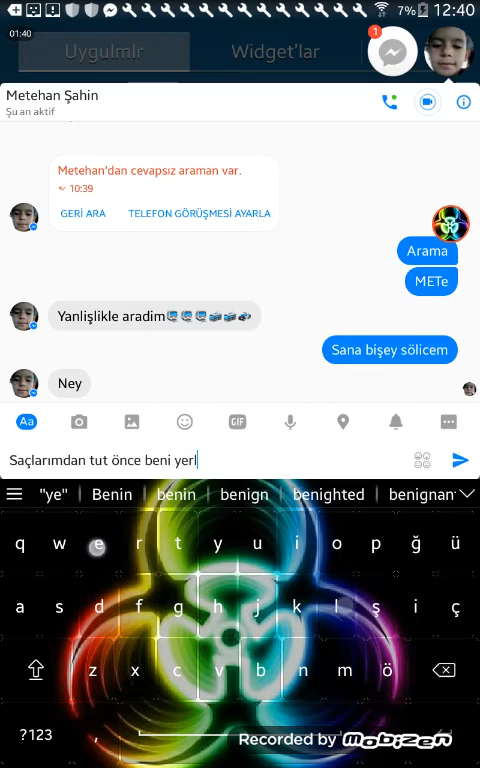 7% 12:40
01:40
Uygulmlr Widget'lar
1
Metehan Şahin
Şu an aktif
Metehan'dan cevapsız araman var.
10:39
GERİ ARA TELEFON GÖRÜŞMESİ AYARLA
Arama
METe
Yanlişlikle aradim
Sana bişey sölicem
Ney
Aa GIF
Saçlarımdan tut önce beni yerl
"ye" Benin benin benign benighted benignan
q w e r t y u ı o p ğ ü
a s d f g h j k l ş i ç
z x c v b n m ö
?123 ,
Recorded by Mobizen